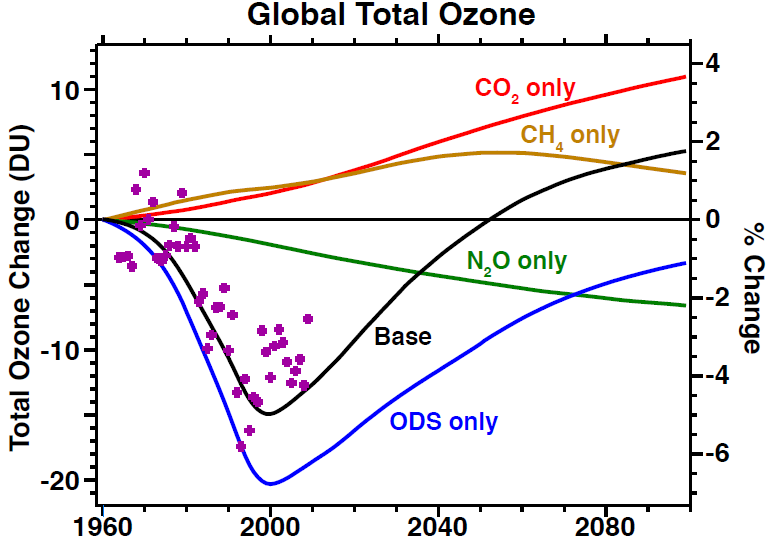 Global Total Ozone
Total Ozone Change (DU)
10
0
-10
-20
4
2
0
-2
-4
-6
% Change
CO2 only
CH4 only
N2O only
Base
ODS only
1960
2000
2040
2080